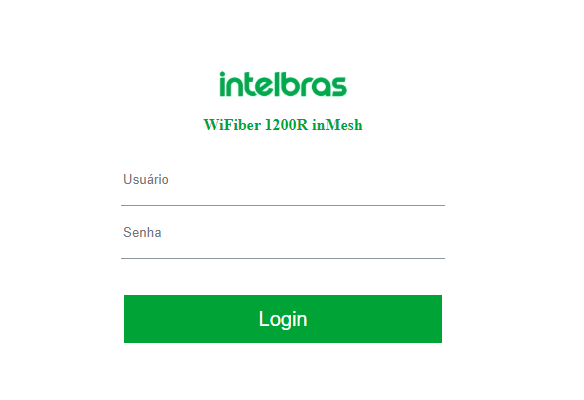 intelbras
WiFiber 1200R inMesh
Usuário
Senha
Login